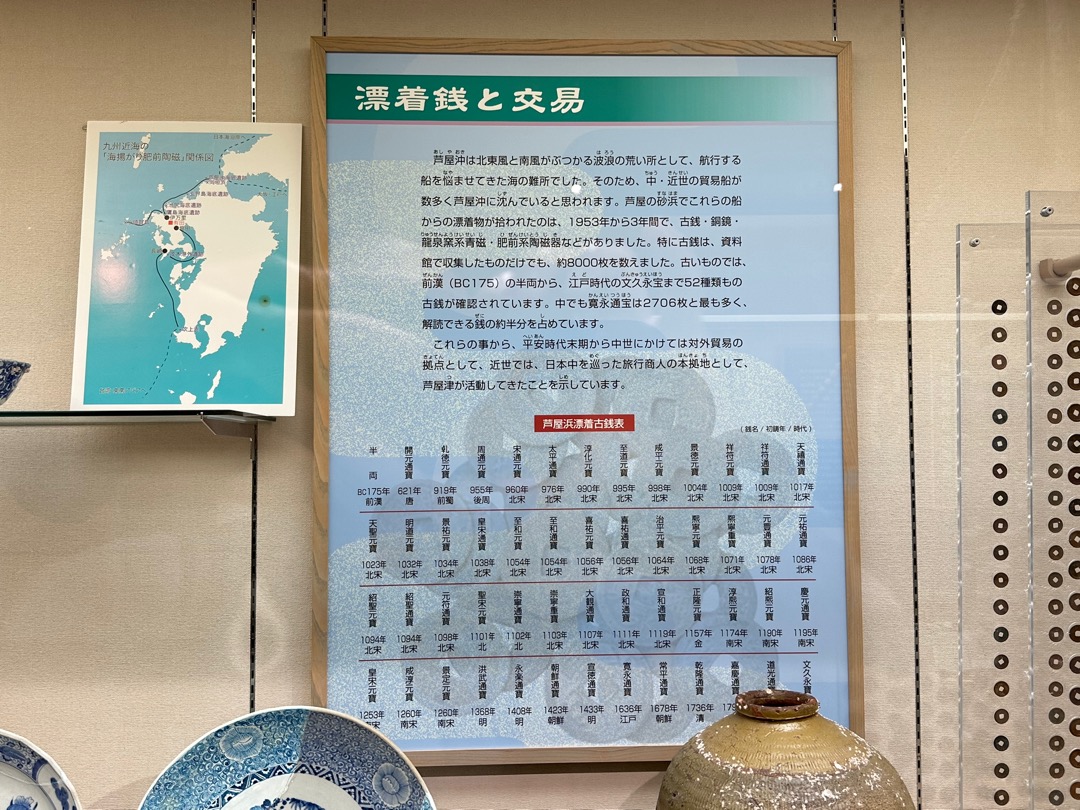 漂着銭と交易
九州近海の
「海揚がり肥前陶磁」関係図
芦屋沖は北東風と南風がぶつかる波浪の荒い所として、航行する
船を悩ませてきた海の難所でした。そのため、中・近世の貿易船が
数多く芦屋沖に沈んでいると思われます。芦屋の砂浜でこれらの船
からの漂着物が拾われたのは、1953年から3年間で、古銭・銅鏡・
龍泉窯系青磁・肥前系陶磁器などがありました。特に古銭は、資料
館で収集したものだけでも、約8000枚を数えました。古いものでは、
前漢（BC175）の半両から、江戸時代の文久永宝まで52種類もの
古銭が確認されています。中でも寛永通宝は2706枚と最も多く、
解読できる銭の約半分を占めています。
これらの事から、平安時代末期から中世にかけては対外貿易の
拠点として、近世では、日本中を巡った旅行商人の本拠地として、
芦屋津が活動してきたことを示しています。
芦屋浜漂着古銭表
（銭名 / 初鋳年 / 時代）
半両 開元通寶 乹德元寶 周通元寶 宋通元寶 太平通寶 淳化元寶 至道元寶 咸平元寶 景徳元寶 祥符元寶 祥符通寶 天禧通寶
BC175年 621年 919年 955年 960年 976年 990年 995年 998年 1004年 1009年 1009年 1017年
前漢 唐 前蜀 後周 北宋 北宋 北宋 北宋 北宋 北宋 北宋 北宋 北宋
天聖元寶 明道元寶 景祐元寶 皇宋通寶 至和元寶 至和通寶 嘉祐元寶 嘉祐通寶 治平元寶 熙寧元寶 熙寧重寶 元豊通寶 元祐通寶
1023年 1032年 1034年 1038年 1054年 1054年 1056年 1056年 1064年 1068年 1071年 1078年 1086年
北宋 北宋 北宋 北宋 北宋 北宋 北宋 北宋 北宋 北宋 北宋 北宋 北宋
紹聖元寶 紹聖通寶 元符通寶 聖宋元寶 崇寧通寶 崇寧重寶 大観通寶 政和通寶 宣和通寶 正隆元寶 淳熙元寶 紹熙元寶 慶元通寶
1094年 1094年 1098年 1101年 1102年 1103年 1107年 1111年 1119年 1157年 1174年 1190年 1195年
北宋 北宋 北宋 北 北 北宋 北宋 北宋 北宋 金 南宋 南宋 南宋
皇宋元寶 咸淳元寶 景定元寶 洪武通寶 永楽通寶 朝鮮通寶 宣徳通寶 寛永通寶 常平通寶 乾隆通寶 嘉慶通寶 道光通 文久永寶
1253年 1260年 1260年 1368年 1408年 1423年 1433年 1636年 1678年 1736年
南宋 南宋 明 明 朝鮮 明 江戸 朝鮮 清